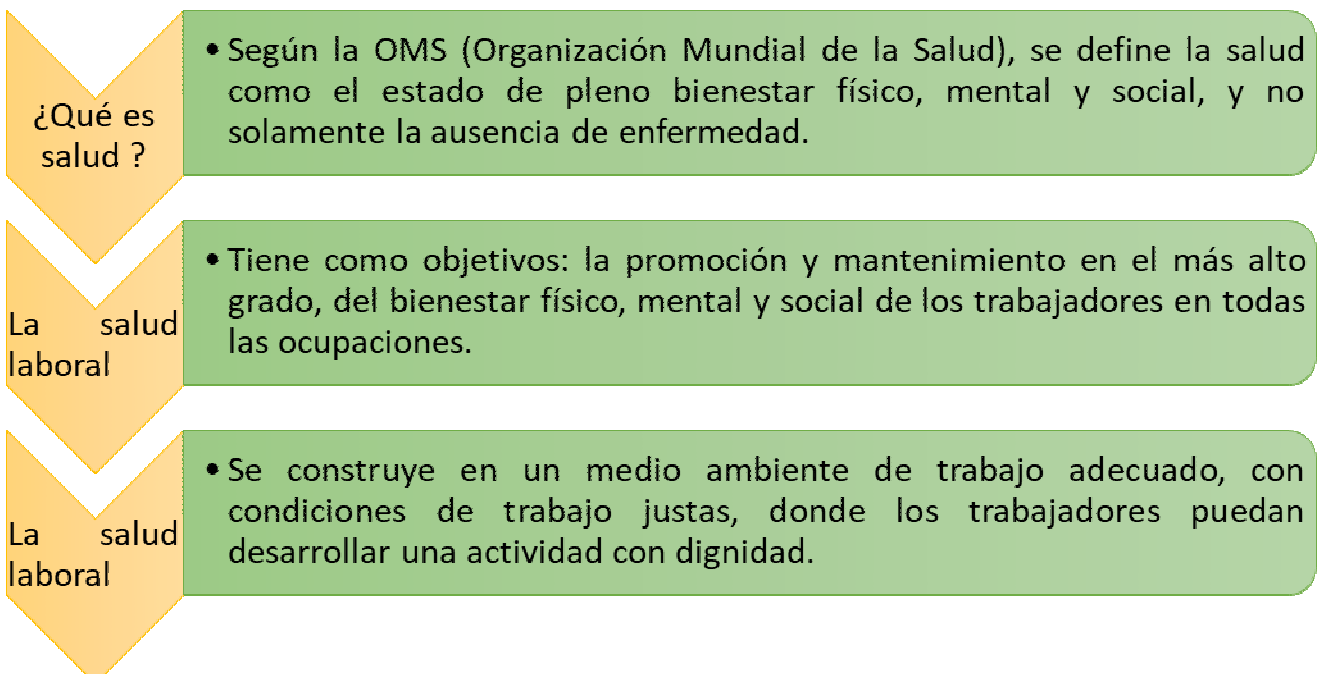 ¿Qué es
salud ?
• Según la OMS (Organización Mundial de la Salud), se define la salud
como el estado de pleno bienestar físico, mental y social, y no
solamente la ausencia de enfermedad.
La salud
laboral
• Tiene como objetivos: la promoción y mantenimiento en el más alto
grado, del bienestar físico, mental y social de los trabajadores en todas
las ocupaciones.
La salud
laboral
• Se construye en un medio ambiente de trabajo adecuado, con
condiciones de trabajo justas, donde los trabajadores puedan
desarrollar una actividad con dignidad.